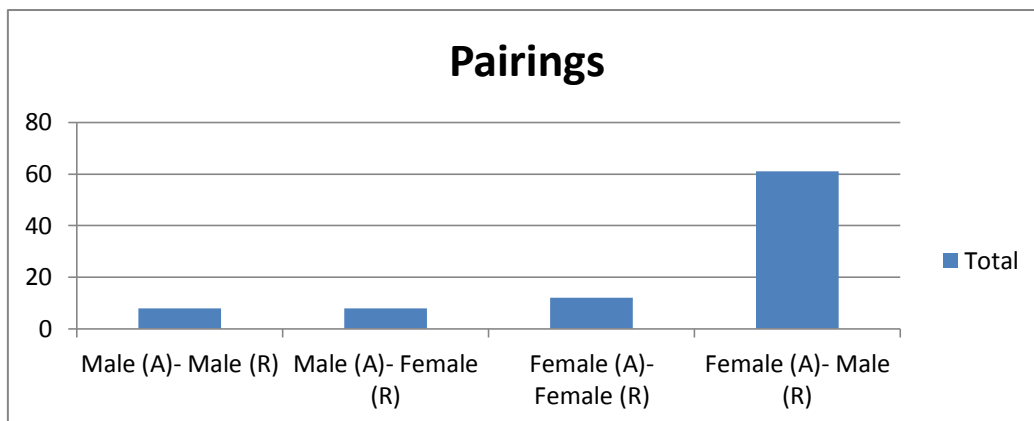 Pairings
80
60
40
20
0
Total
Male (A)- Male (R)
Male (A)- Female
(R)
Female (A)-
Female (R)
Female (A)- Male
(R)